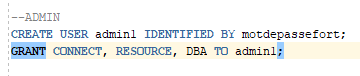 --ADMIN
CREATE USER admin1 IDENTIFIED BY motdepassefort;
GRANT CONNECT, RESOURCE, DBA TO admin1;